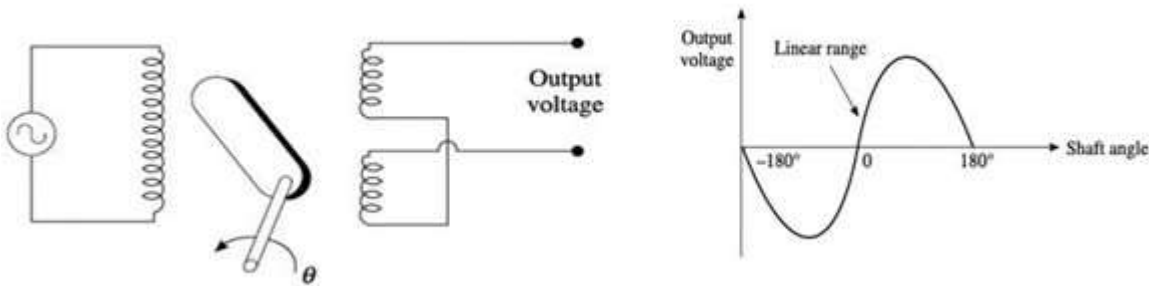 Output
voltage
θ
Output
voltage
Linear range
–180°
0
180°
Shaft angle